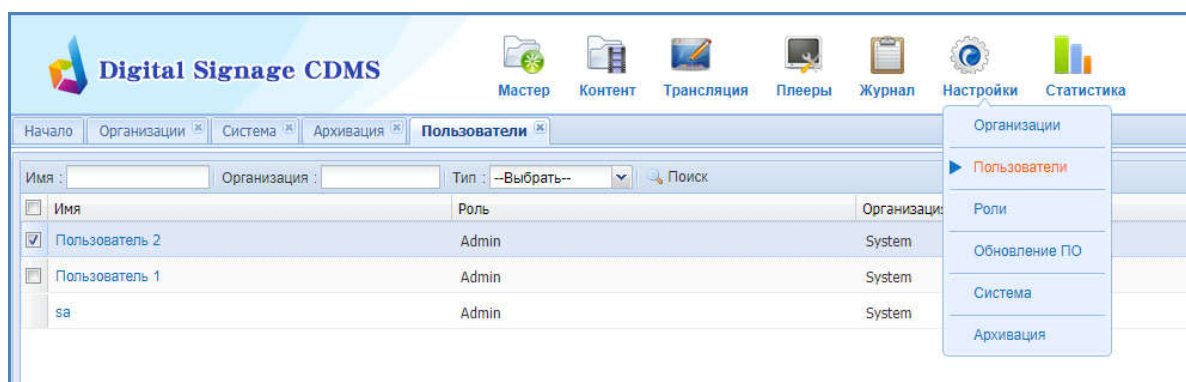 Digital Signage CDMS
Мастер Контент Трансляция Плееры Журнал Настройки Статистика
Начало Организации Система Архивация Пользователи
Имя : Организация : Тип : --Выбрать-- Поиск
Имя Роль Организаци
Пользователь 2 Admin System
Пользователь 1 Admin System
sa Admin System
Организации
Пользователи
Роли
Обновление ПО
Система
Архивация